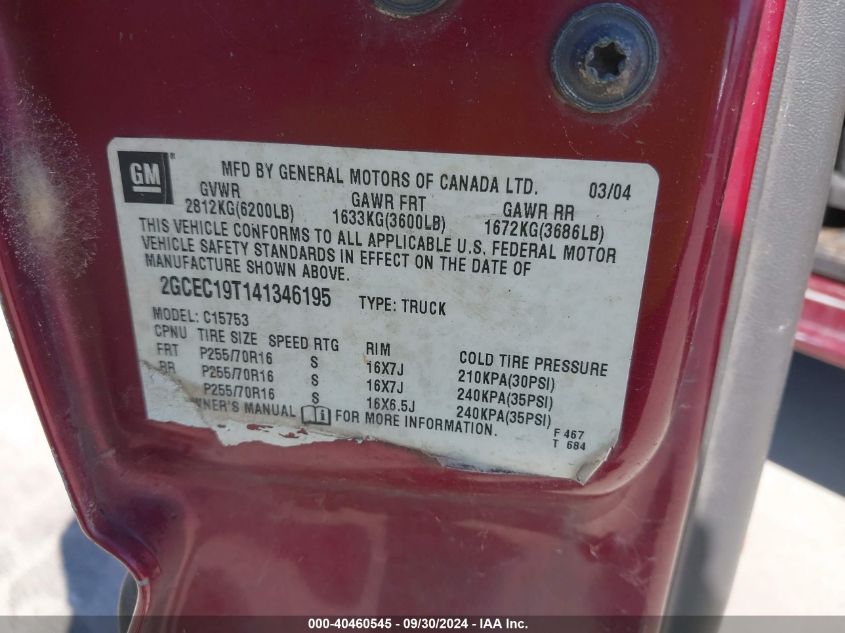 GM ®
MFD BY GENERAL MOTORS OF CANADA LTD. 03/04
GVWR GAWR FRT GAWR RR
2812KG(6200LB) 1633KG(3600LB) 1672KG(3686LB)
THIS VEHICLE CONFORMS TO ALL APPLICABLE U.S. FEDERAL MOTOR
VEHICLE SAFETY STANDARDS IN EFFECT ON THE DATE OF
MANUFACTURE SHOWN ABOVE.
2GCEC19T141346195 TYPE: TRUCK
MODEL: C15753
CPNU TIRE SIZE SPEED RTG RIM COLD TIRE PRESSURE
FRT P255/70R16 S 16X7J 210KPA(30PSI)
RR P255/70R16 S 16X7J 240KPA(35PSI)
P255/70R16 S 16X6.5J 240KPA(35PSI)
WNER'S MANUAL FOR MORE INFORMATION.
F 467
T 684
000-40460545 - 09/30/2024 - IAA Inc.